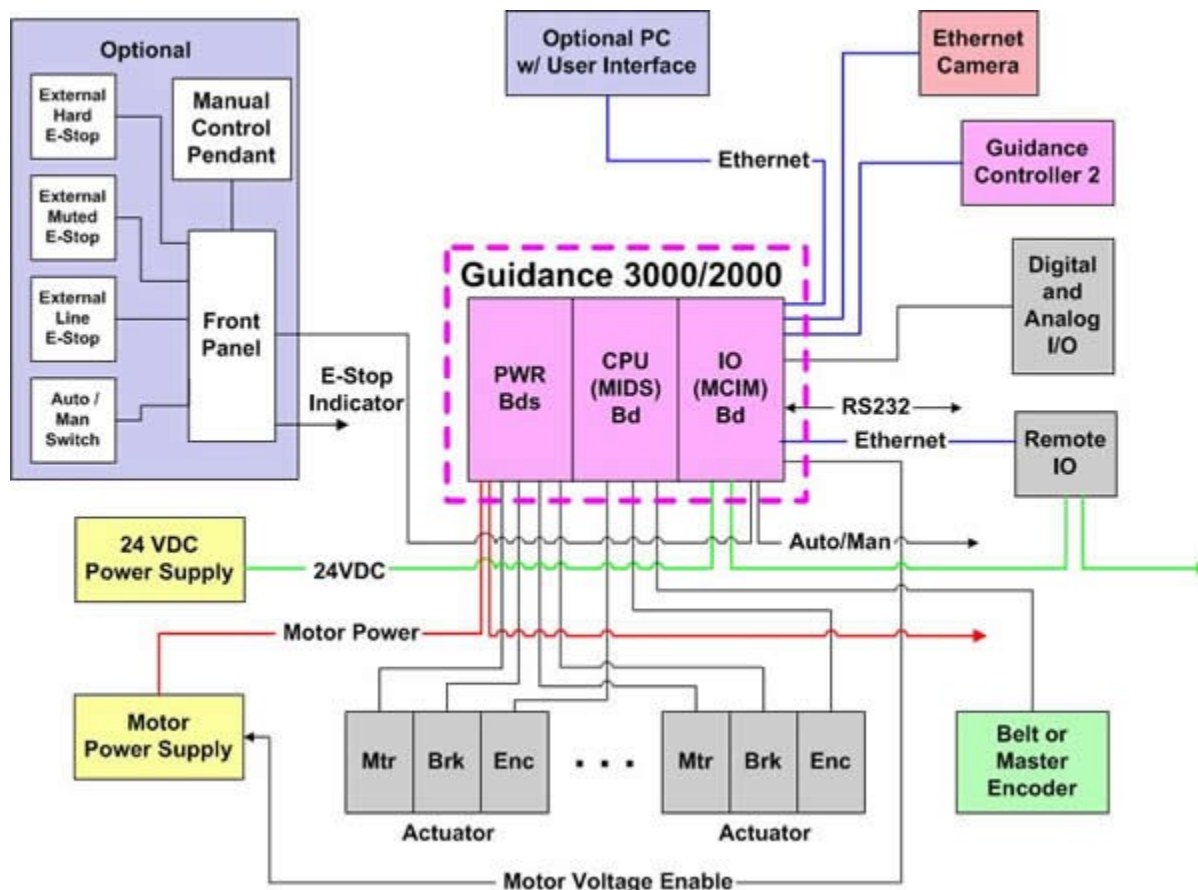 Optional
External
Hard
E-Stop
Manual
Control
Pendant
External
Muted
E-Stop
External
Line
E-Stop
Auto /
Man
Switch
Front
Panel
E-Stop
Indicator
Optional PC
w/ User Interface
Ethernet
Camera
Ethernet
Guidance
Controller 2
Guidance 3000/2000
PWR
Bds
CPU
(MIDS)
Bd
IO
(MCIM)
Bd
Digital
and
Analog
I/O
RS232
Ethernet
Remote
IO
24 VDC
Power Supply
24VDC
Auto/Man
Motor Power
Motor
Power Supply
Mtr
Brk
Enc
. . .
Mtr
Brk
Enc
Actuator
Actuator
Belt or
Master
Encoder
Motor Voltage Enable